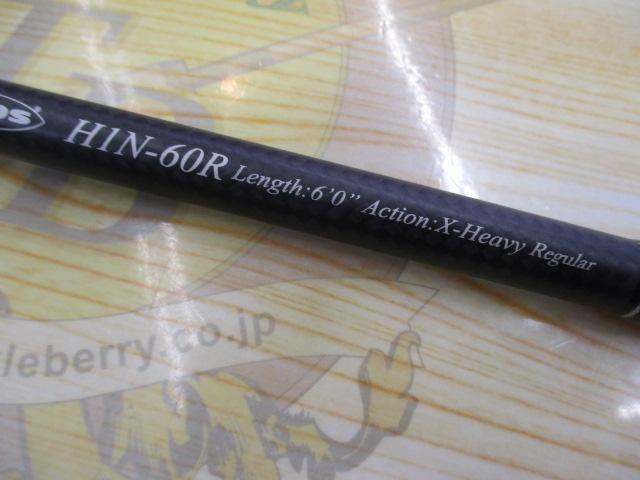 H1N-60R Length:6'0" Action:X-Heavy Regular
leberry.co.jp